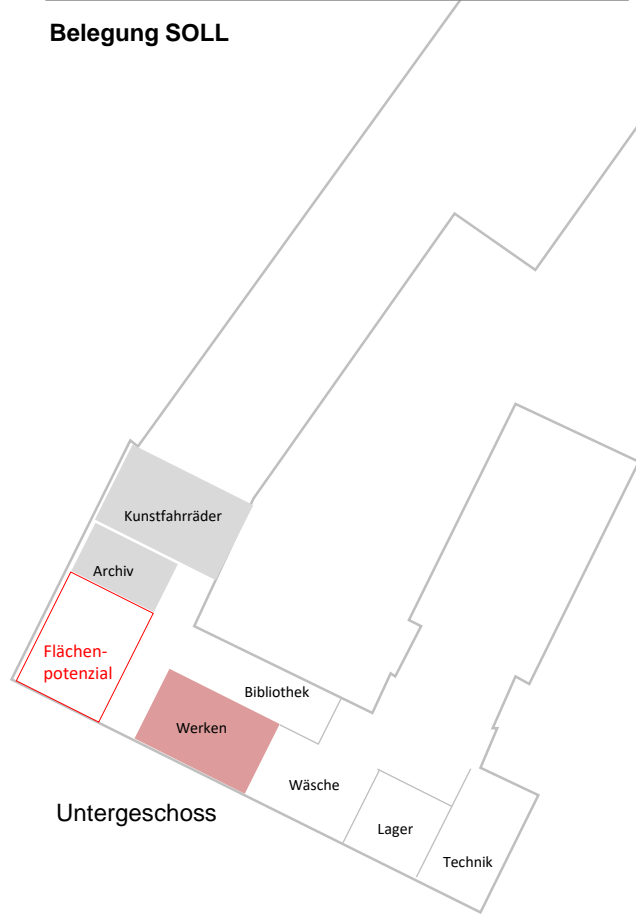 Belegung SOLL
Kunstfahrräder
Archiv
Flächen-
potenzial
Bibliothek
Werken
Wäsche
Untergeschoss
Lager
Technik